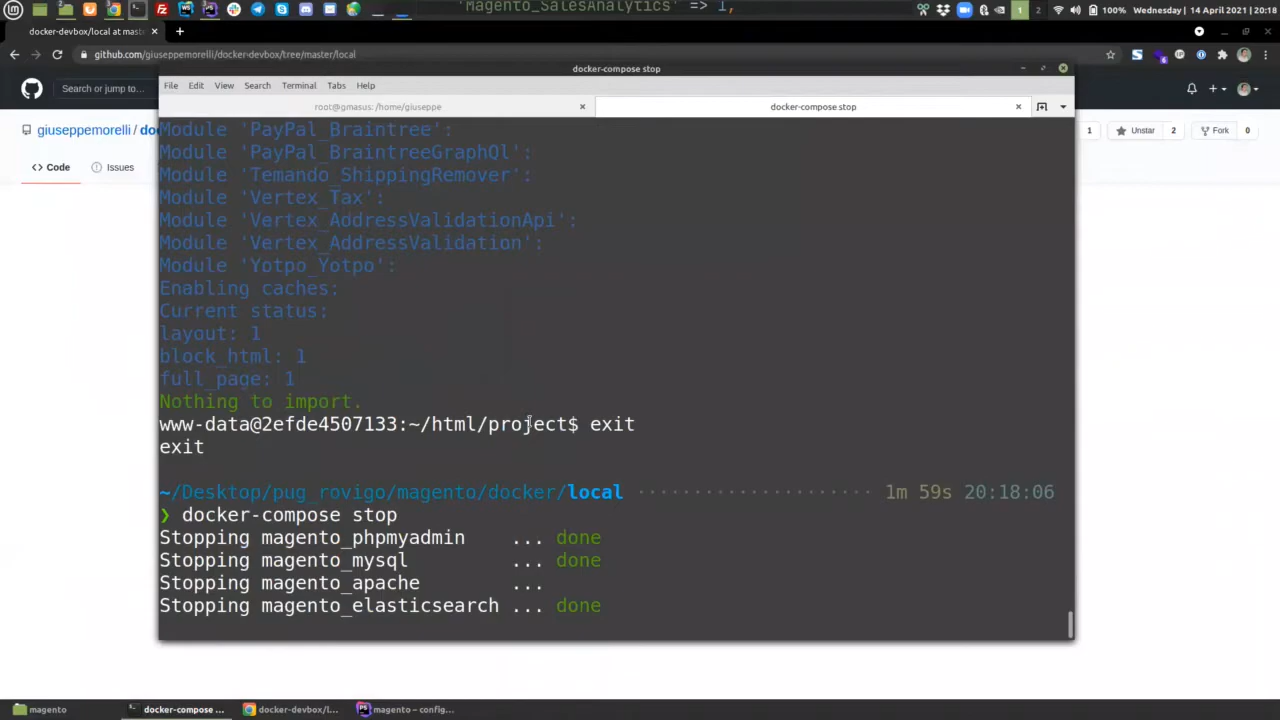 'Magento_SalesAnalytics' => 1,
100% Wednesday | 14 April 2021 | 20:18
docker-devbox/local at mast
github.com/giuseppemorelli/docker-devbox/tree/master/local
Search or jump to...
giuseppemorelli / do
1 Unstar 2 Fork 0
Code Issues
docker-compose stop
File Edit View Search Terminal Tabs Help
root@gmasus: /home/giuseppe
docker-compose stop
Module 'PayPal_Braintree':
Module 'PayPal_BraintreeGraphQl':
Module 'Temando_ShippingRemover':
Module 'Vertex_Tax':
Module 'Vertex_AddressValidationApi':
Module 'Vertex_AddressValidation':
Module 'Yotpo_Yotpo':
Enabling caches:
Current status:
layout: 1
block_html: 1
full_page: 1
Nothing to import.
www-data@2efde4507133:~/html/project$ exit
exit
~/Desktop/pug_rovigo/magento/docker/local ····················· 1m 59s 20:18:06
❯ docker-compose stop
Stopping magento_phpmyadmin ... done
Stopping magento_mysql ... done
Stopping magento_apache ...
Stopping magento_elasticsearch ... done
magento
docker-compose ...
docker-devbox/l...
magento – config...